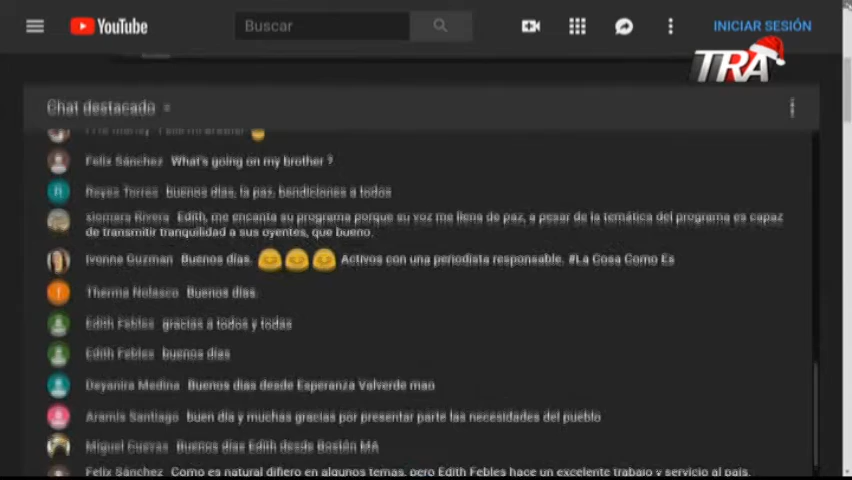 YouTube
Buscar
INICIAR SESIÓN
TRA
Chat destacado
Felix Sánchez What's going on my brother ?
Reyes Torres buenos días, la paz, bendiciones a todos
xiomara Rivera Edith, me encanta su programa porque su voz me llena de paz, a pesar de la temática del programa es capaz
de transmitir tranquilidad a sus oyentes, que bueno.
Ivonne Guzman Buenos días. Activos con una periodista responsable. #La Cosa Como Es
T
Therma Nolasco Buenos días.
Edith Febles gracias a todos y todas
Edith Febles buenos días
Deyanira Medina Buenos dias desde Esperanza Valverde mao
Aramis Santiago buen día y muchas gracias por presentar parte las necesidades del pueblo
Miguel Cuevas Buenos días Edith desde Bostón MA
Felix Sánchez Como es natural difiero en algunos temas, pero Edith Febles hace un excelente trabajo y servicio al país.